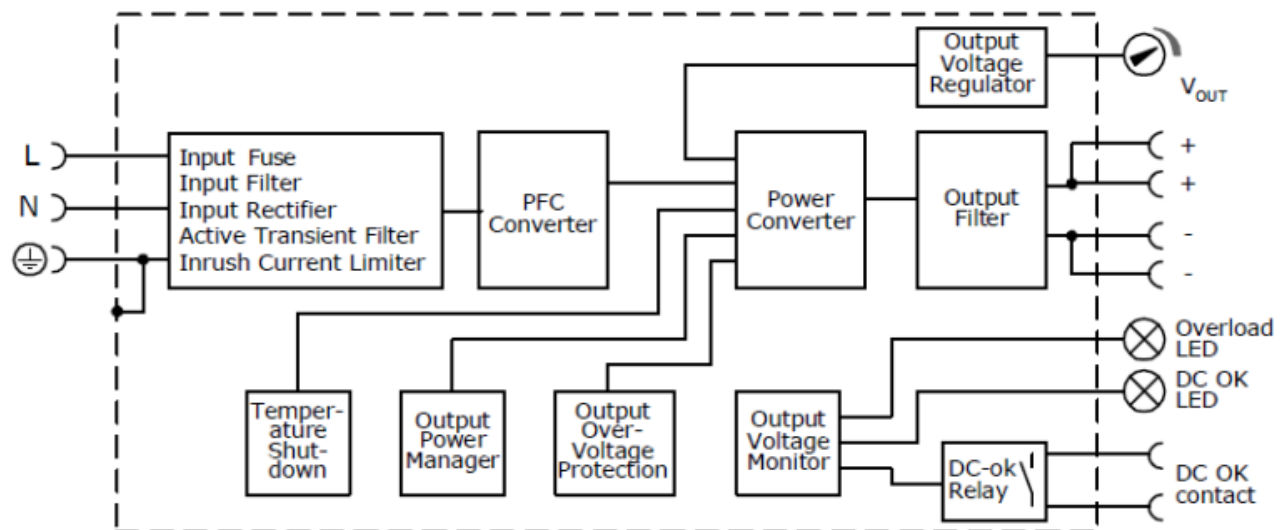 Output
Voltage
Regulator
VOUT
L
N
Input Fuse
Input Filter
Input Rectifier
Active Transient Filter
Inrush Current Limiter
PFC
Converter
Power
Converter
Output
Filter
+
+
-
-
Temper-
ature
Shut-
down
Output
Power
Manager
Output
Over-
Voltage
Protection
Output
Voltage
Monitor
Overload
LED
DC OK
LED
DC-ok
Relay
DC OK
contact